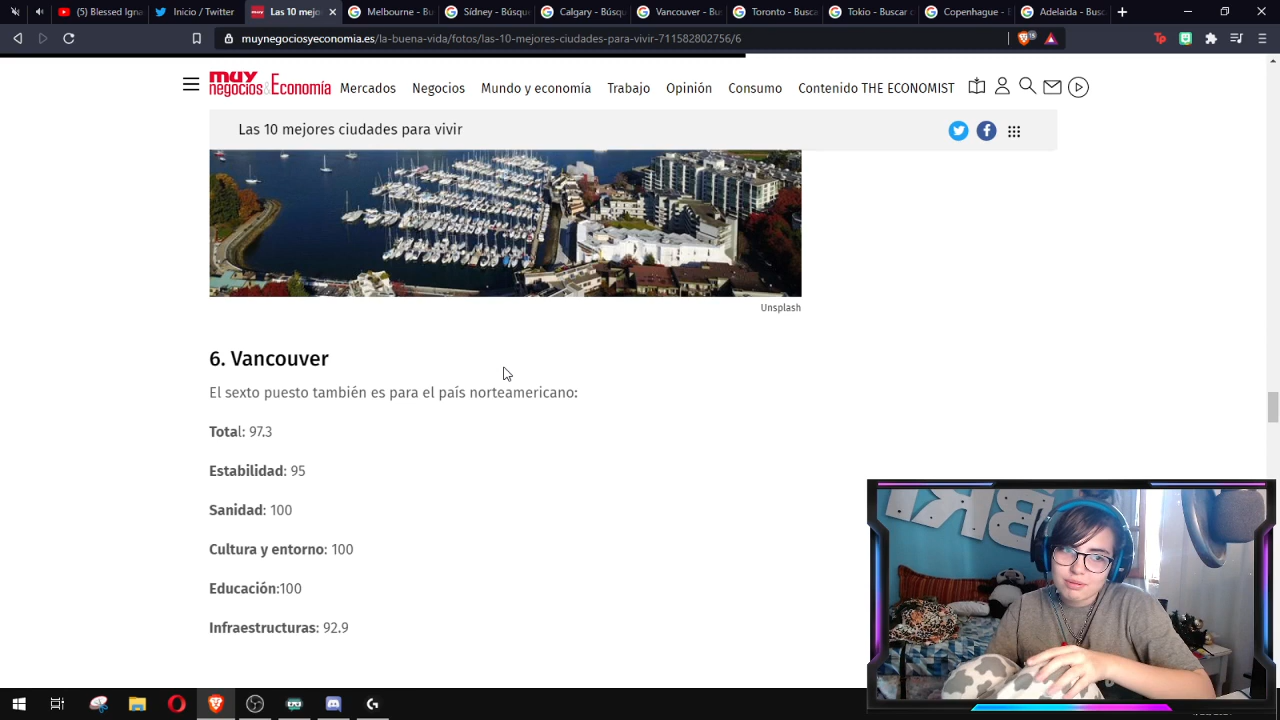 (5) Blessed Igna
Inicio / Twitter
Las 10 mejo
Melbourne - Bu
Sídney - Búsqu
Calgary - Búsqu
Vancouver - Bú
Toronto - Busca
Tokio - Buscar c
Copenhague - B
Adelaida - Busc
muynegociosyeconomia.es/la-buena-vida/fotos/las-10-mejores-ciudades-para-vivir-711582802756/6
muy
negocios&Economía
Mercados
Negocios
Mundo y economía
Trabajo
Opinión
Consumo
Contenido THE ECONOMIST
Las 10 mejores ciudades para vivir
Unsplash
6. Vancouver
El sexto puesto también es para el país norteamericano:
Total: 97.3
Estabilidad: 95
Sanidad: 100
Cultura y entorno: 100
Educación:100
Infraestructuras: 92.9